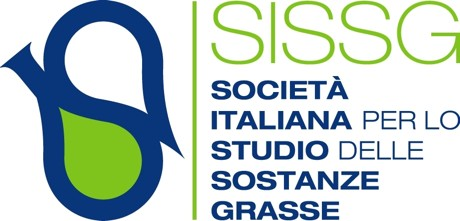 SISSG
SOCIETÀ
ITALIANA PER LO
STUDIO DELLE
SOSTANZE
GRASSE